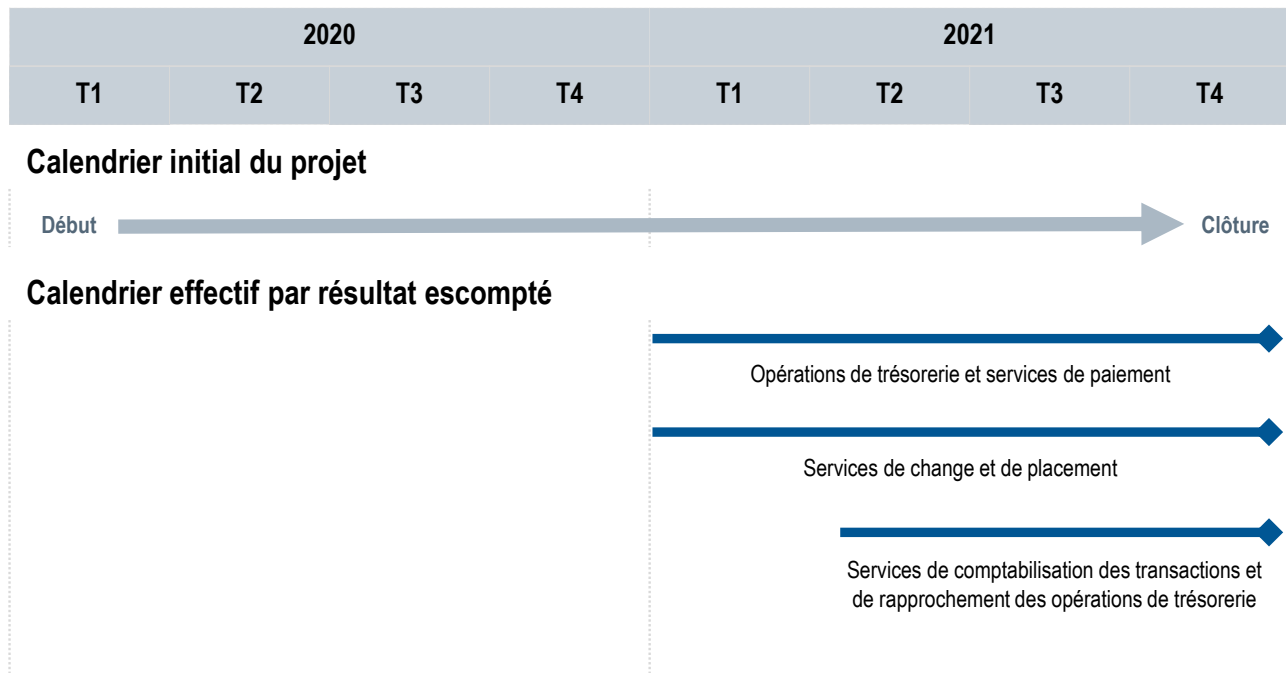 2020 2021
T1 T2 T3 T4 T1 T2 T3 T4
Calendrier initial du projet
Début Clôture
Calendrier effectif par résultat escompté
Opérations de trésorerie et services de paiement
Services de change et de placement
Services de comptabilisation des transactions et
de rapprochement des opérations de trésorerie